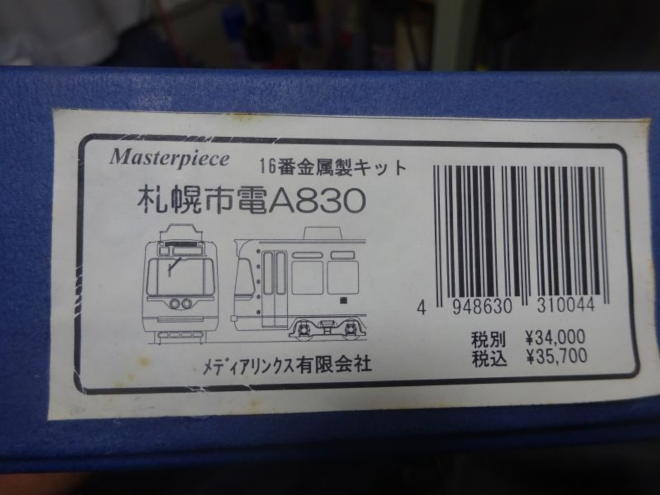 Masterpiece 16番金属製キット
札幌市電A830
メディアリンクス有限会社
4 948630 310044
税別 ¥34,000
税込 ¥35,700